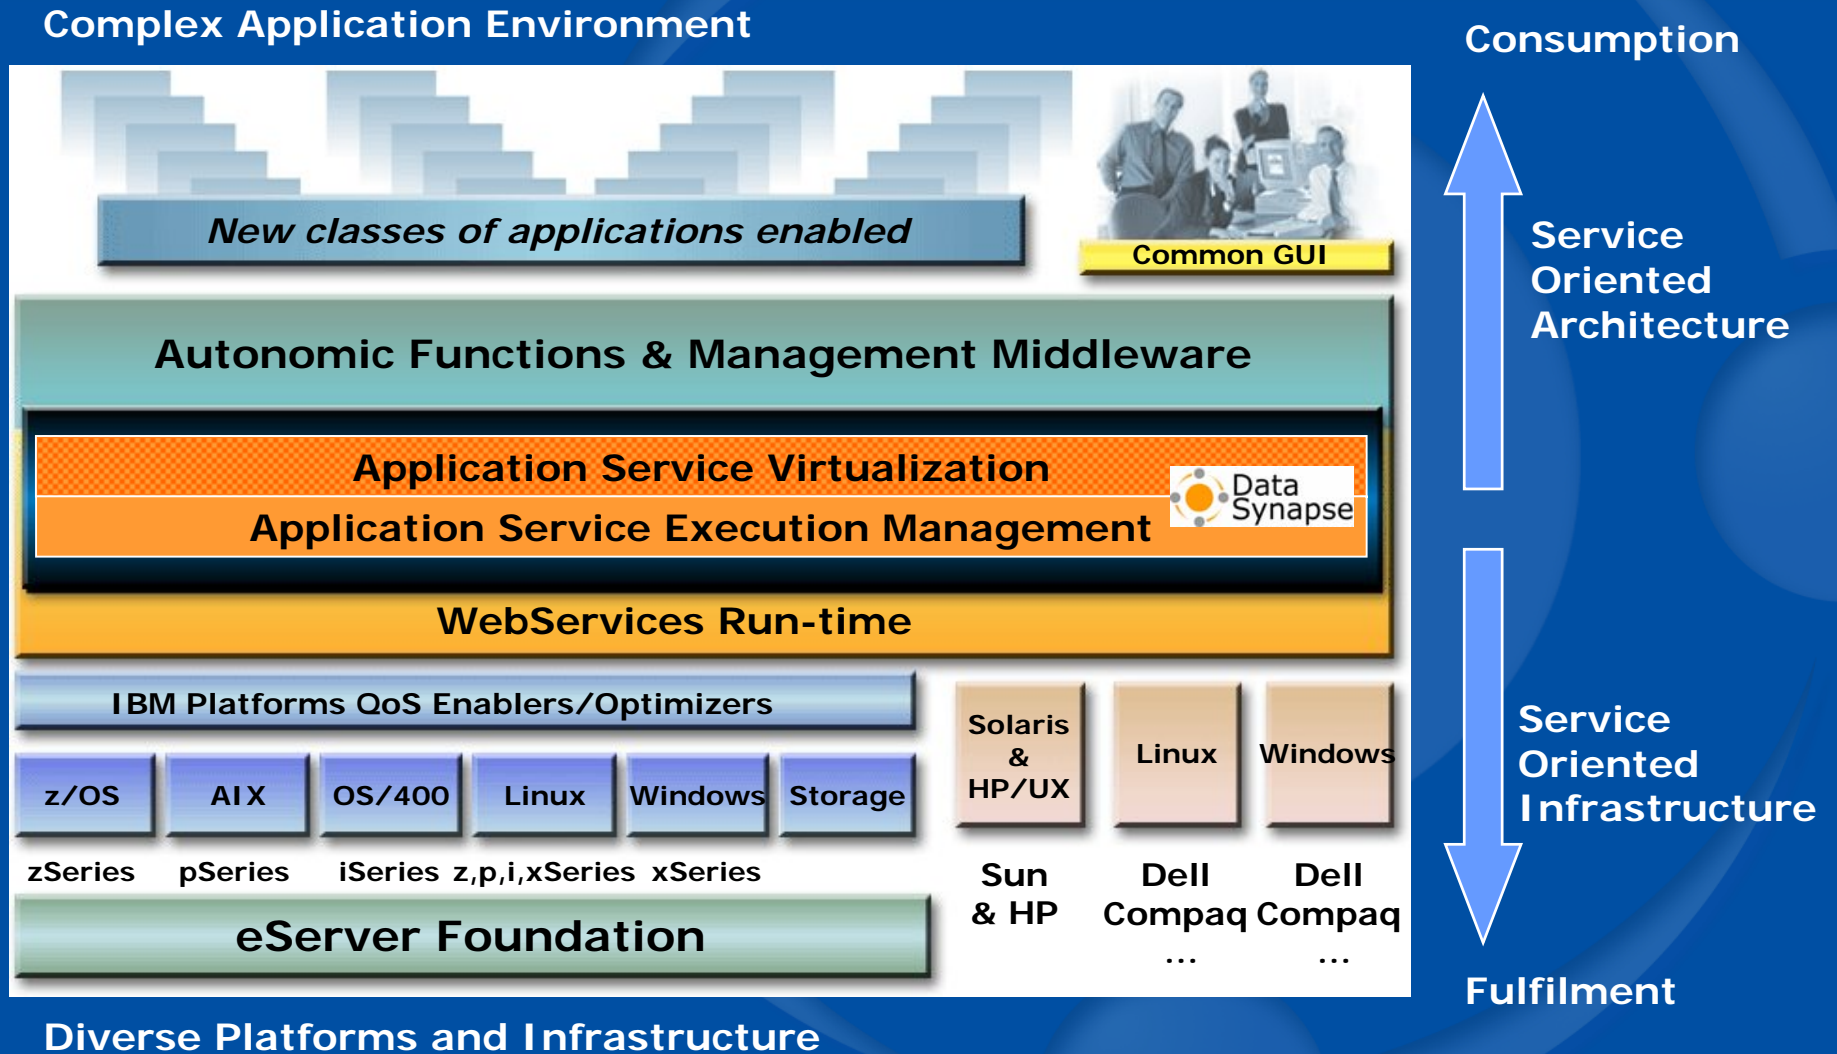 Complex Application Environment
Consumption
New classes of applications enabled
Common GUI
Service
Oriented
Architecture
Autonomic Functions & Management Middleware
Application Service Virtualization
Application Service Execution Management
Data
Synapse
WebServices Run-time
IBM Platforms QoS Enablers/Optimizers
z/OS
AIX
OS/400
Linux
Windows
Storage
Solaris
&
HP/UX
Linux
Windows
Service
Oriented
Infrastructure
zSeries
pSeries
iSeries
z,p,i,xSeries
xSeries
Sun
& HP
Dell
Compaq
...
Dell
Compaq
...
eServer Foundation
Fulfilment
Diverse Platforms and Infrastructure